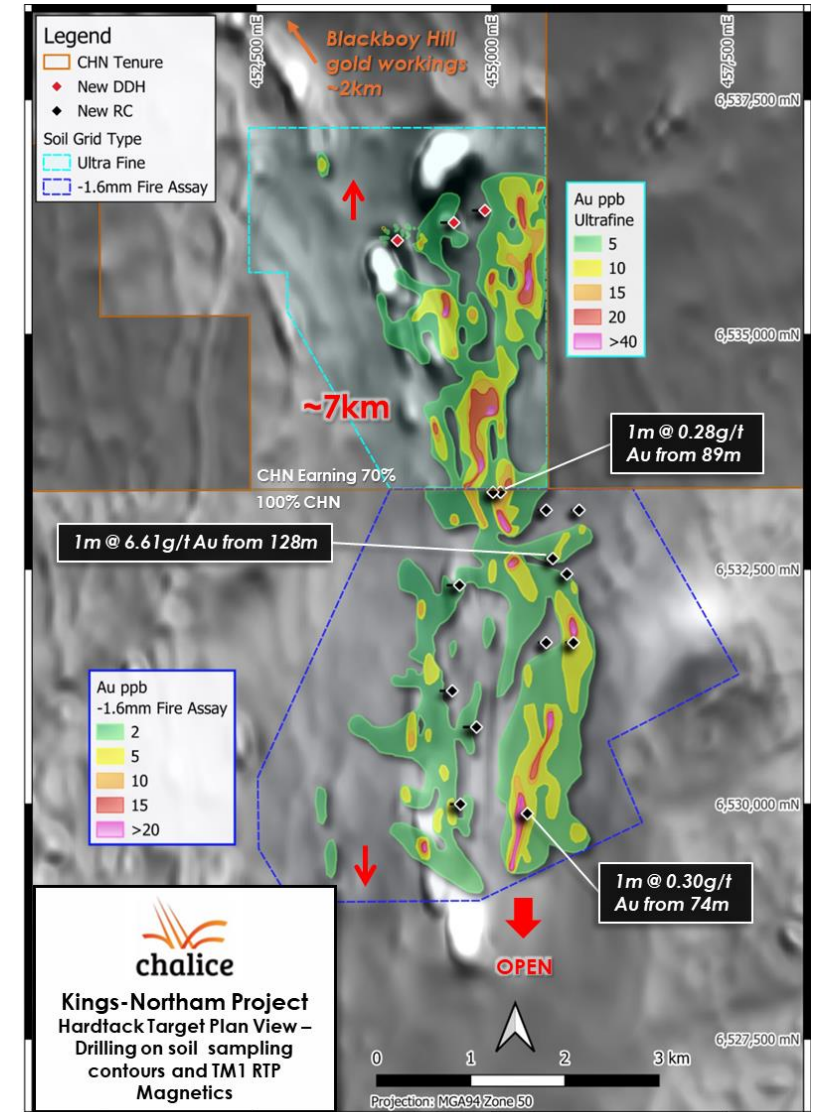 Legend
CHN Tenure
New DDH
New RC
Soil Grid Type
Ultra Fine
-1.6mm Fire Assay
452,500 mE
455,000 mE
457,500 mE
Blackboy Hill
gold workings
~2km
6,537,500 mN
Au ppb
Ultrafine
5
10
15
20
>40
6,535,000 mN
~7km
1m @ 0.28g/t
Au from 89m
CHN Earning 70%
100% CHN
1m @ 6.61g/t Au from 128m
6,532,500 mN
Au ppb
-1.6mm Fire Assay
2
5
10
15
>20
6,530,000 mN
1m @ 0.30g/t
Au from 74m
OPEN
chalice
Kings-Northam Project
Hardtack Target Plan View –
Drilling on soil sampling
contours and TM1 RTP
Magnetics
6,527,500 mN
0 1 2 3 km
Projection: MGA94 Zone 50